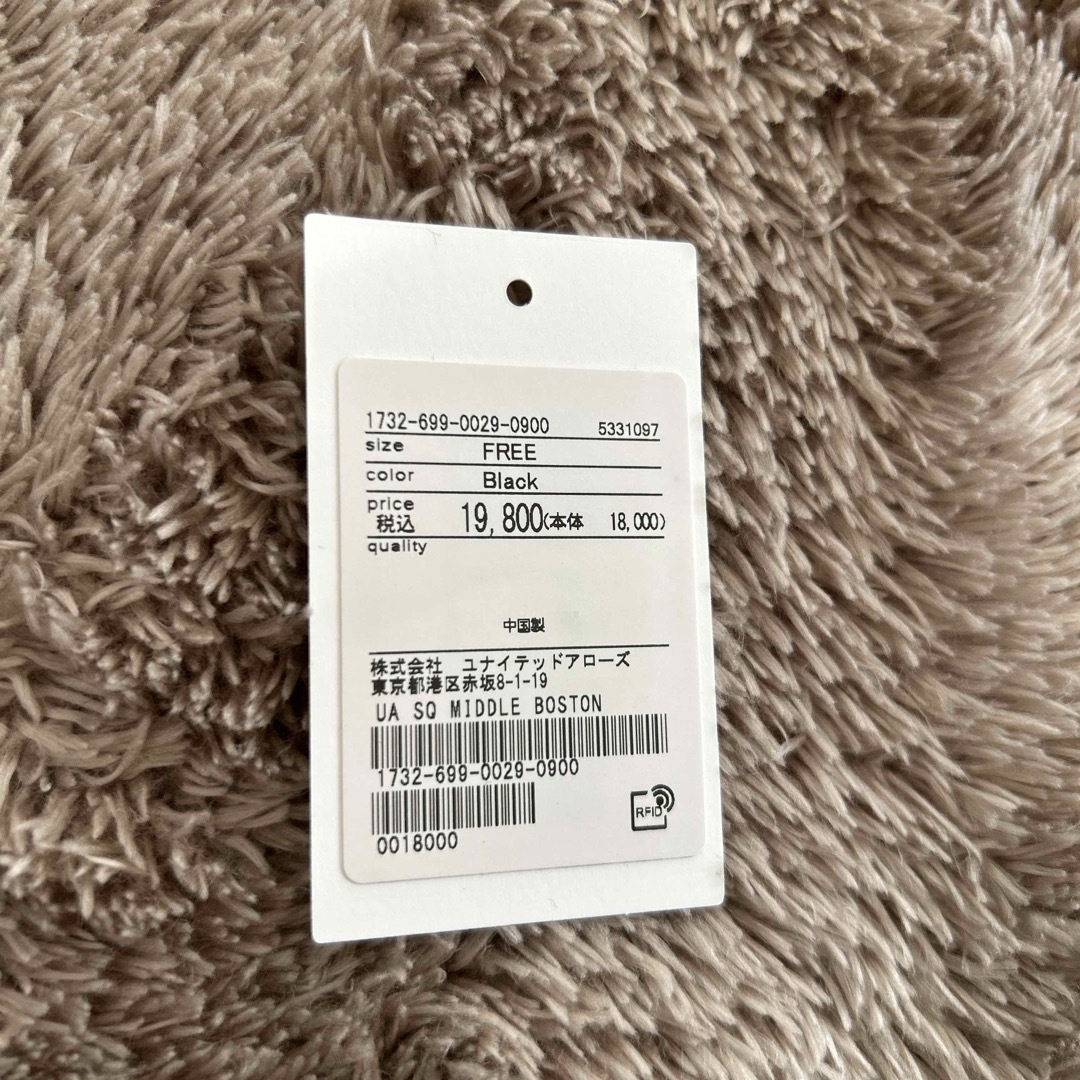 1732-699-0029-0900 5331097
size FREE
color Black
price
税込 19,800(本体 18,000)
quality
中国製
株式会社 ユナイテッドアローズ
東京都港区赤坂8-1-19
UA SQ MIDDLE BOSTON
1732-699-0029-0900
RFID
0018000